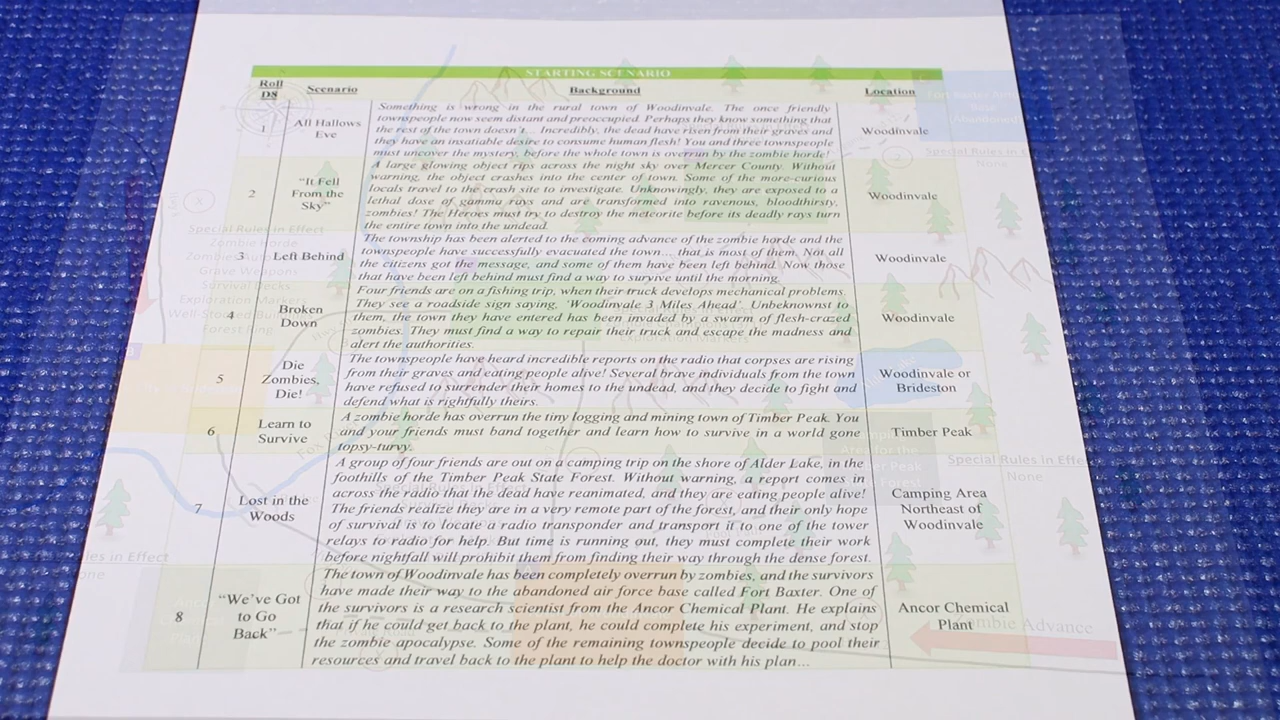 STARTING SCENARIO
Roll D8 Scenario Background Location
1 All Hallows Eve Woodinvale
Something is wrong in the rural town of Woodinvale. The once friendly
townspeople now seem distant and preoccupied. Perhaps they know something that
the rest of the town doesn't... Incredibly, the dead have risen from their graves and
they have an insatiable desire to consume human flesh! You and three townspeople
must uncover the mystery, before the whole town is overrun by the zombie horde!
2 "It Fell From the Sky" Woodinvale
A large glowing object rips across the night sky over Mercer County. Without
warning, the object crashes into the center of town. Some of the more-curious
locals travel to the crash site to investigate. Unknowingly, they are exposed to a
lethal dose of gamma rays and are transformed into ravenous, bloodthirsty,
zombies! The Heroes must try to destroy the meteorite before its deadly rays turn
the entire town into the undead.
3 Left Behind Woodinvale
The township has been alerted to the coming advance of the zombie horde and the
townspeople have successfully evacuated the town.... that is most of them. Not all
the citizens got the message, and some of them have been left behind. Now those
that have been left behind must find a way to survive until the morning.
4 Broken Down Woodinvale
Four friends are on a fishing trip, when their truck develops mechanical problems.
They see a roadside sign saying, 'Woodinvale 3 Miles Ahead'. Unbeknownst to
them, the town they have entered has been invaded by a swarm of flesh-crazed
zombies. They must find a way to repair their truck and escape the madness and
alert the authorities.
5 Die Zombies, Die! Woodinvale or Brideston
The townspeople have heard incredible reports on the radio that corpses are rising
from their graves and eating people alive! Several brave individuals from the town
have refused to surrender their homes to the undead, and they decide to fight and
defend what is rightfully theirs.
6 Learn to Survive Timber Peak
A zombie horde has overrun the tiny logging and mining town of Timber Peak. You
and your friends must band together and learn how to survive in a world gone
topsy-turvy.
7 Lost in the Woods Camping Area Northeast of Woodinvale
A group of four friends are out on a camping trip on the shore of Alder Lake, in the
foothills of the Timber Peak State Forest. Without warning, a report comes in
across the radio that the dead have reanimated, and they are eating people alive!
The friends realize they are in a very remote part of the forest, and their only hope
of survival is to locate a radio transponder and transport it to one of the tower
relays to radio for help. But time is running out, they must complete their work
before nightfall will prohibit them from finding their way through the dense forest.
8 "We've Got to Go Back" Ancor Chemical Plant
The town of Woodinvale has been completely overrun by zombies, and the survivors
have made their way to the abandoned air force base called Fort Baxter. One of
the survivors is a research scientist from the Ancor Chemical Plant. He explains
that if he could get back to the plant, he could complete his experiment, and stop
the zombie apocalypse. Some of the remaining townspeople decide to pool their
resources and travel back to the plant to help the doctor with his plan...
Special Rules in Effect
Zombie Horde
Grave Weapons
Survival Decks
Exploration Markers
Special Rules in Effe
None
Zombie Advance